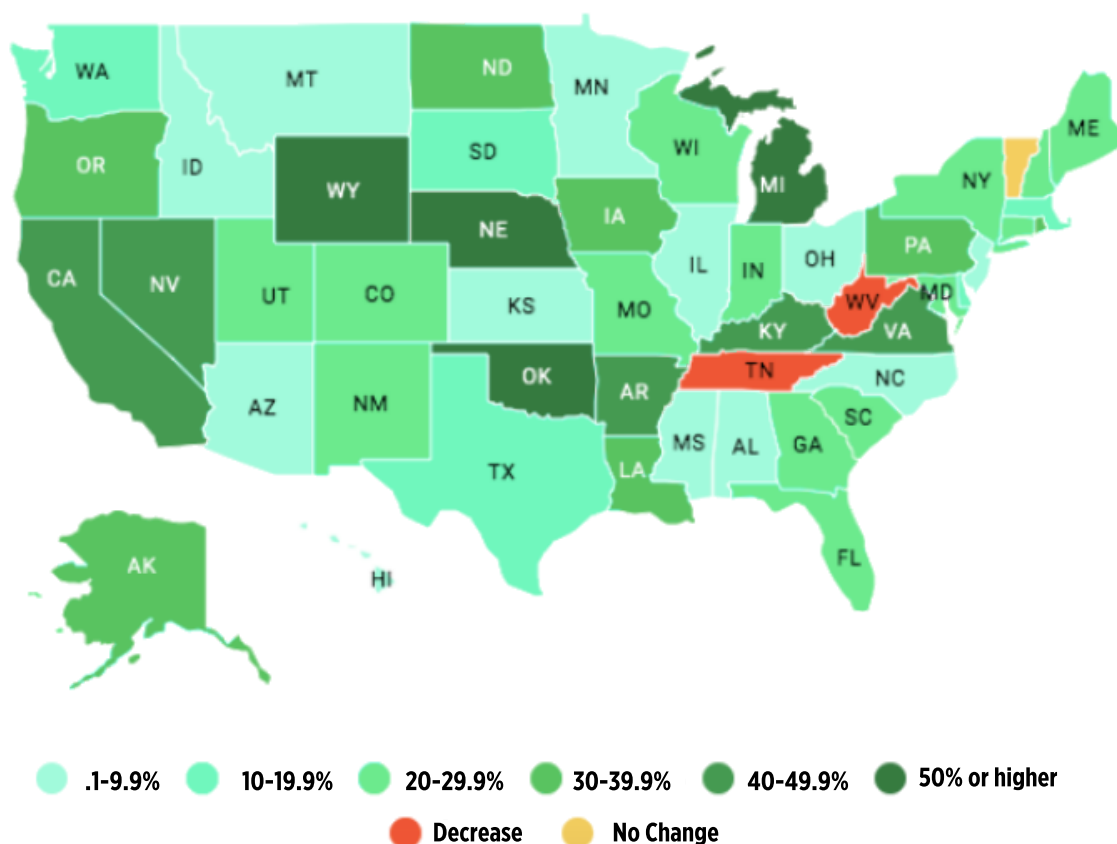 WA
MT
ND
MN
ME
OR
ID
SD
WI
NY
WY
MI
NE
IA
PA
CA
NV
UT
CO
KS
MO
IL
IN
OH
WV
MD
KY
VA
AZ
NM
OK
AR
TN
NC
TX
LA
MS
AL
GA
SC
FL
AK
HI
.1-9.9%
10-19.9%
20-29.9%
30-39.9%
40-49.9%
50% or higher
Decrease
No Change